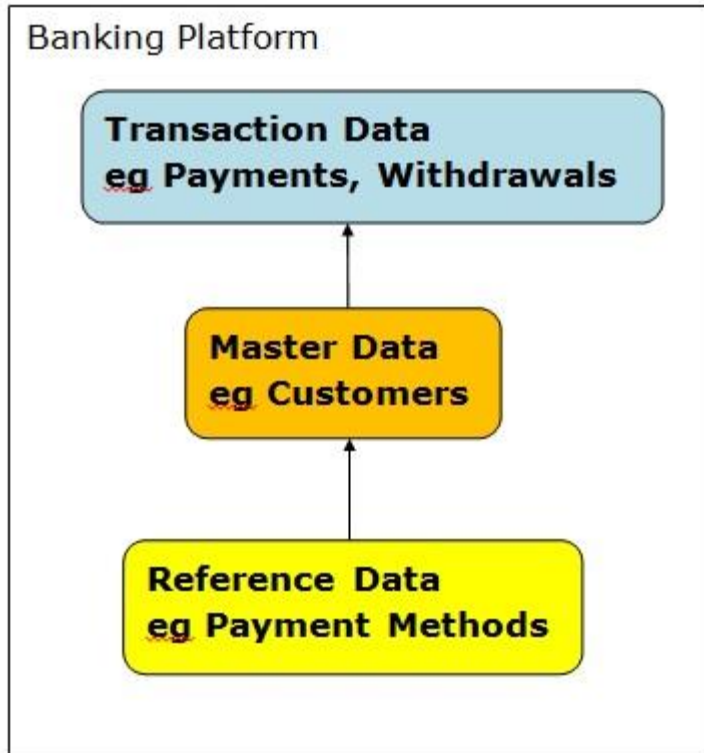 Banking Platform
Transaction Data
eg Payments, Withdrawals
Master Data
eg Customers
Reference Data
eg Payment Methods